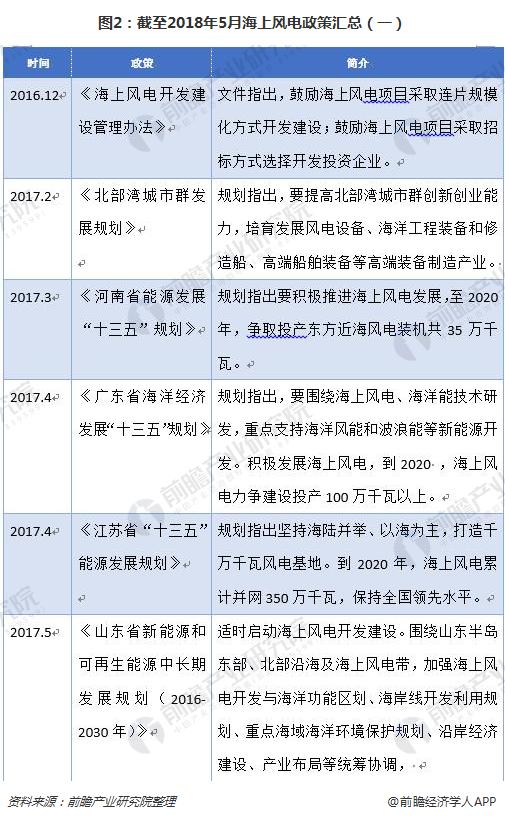 图2：截至2018年5月海上风电政策汇总（一）
时间
政策
简介
2016.12
《海上风电开发建
设管理办法》
文件指出，鼓励海上风电项目采取连片规模
化方式开发建设；鼓励海上风电项目采取招
标方式选择开发投资企业。
2017.2
《北部湾城市群发
展规划》
规划指出，要提高北部湾城市群创新创业能
力，培育发展风电设备、海洋工程装备和修
造船、高端船舶装备等高端装备制造产业。
2017.3
《河南省能源发展
“十三五”规划》
规划指出要积极推进海上风电发展，至 2020
年，争取投产东方近海风电装机共 35 万千
瓦。
2017.4
《广东省海洋经济
发展“十三五”规划》
规划指出，要围绕海上风电、海洋能技术研
发，重点支持海洋风能和波浪能等新能源开
发。积极发展海上风电，到2020 ，海上风
电力争建设投产 100 万千瓦以上。
2017.4
《江苏省“十三五”
能源发展规划》
规划指出坚持海陆并举、以海为主，打造千
万千瓦风电基地。到 2020 年，海上风电累
计并网 350 万千瓦，保持全国领先水平。
2017.5
《山东省新能源和
可再生能源中长期
发展规划（2016-
2030 年）》
适时启动海上风电开发建设。围绕山东半岛
东部、北部沿海及海上风电带，加强海上风
电开发与海洋功能区划、海岸线开发利用规
划、重点海域海洋环境保护规划、沿岸经济
建设、产业布局等统筹协调，
资料来源：前瞻产业研究院整理
@前瞻经济学人APP
前瞻产业研究院